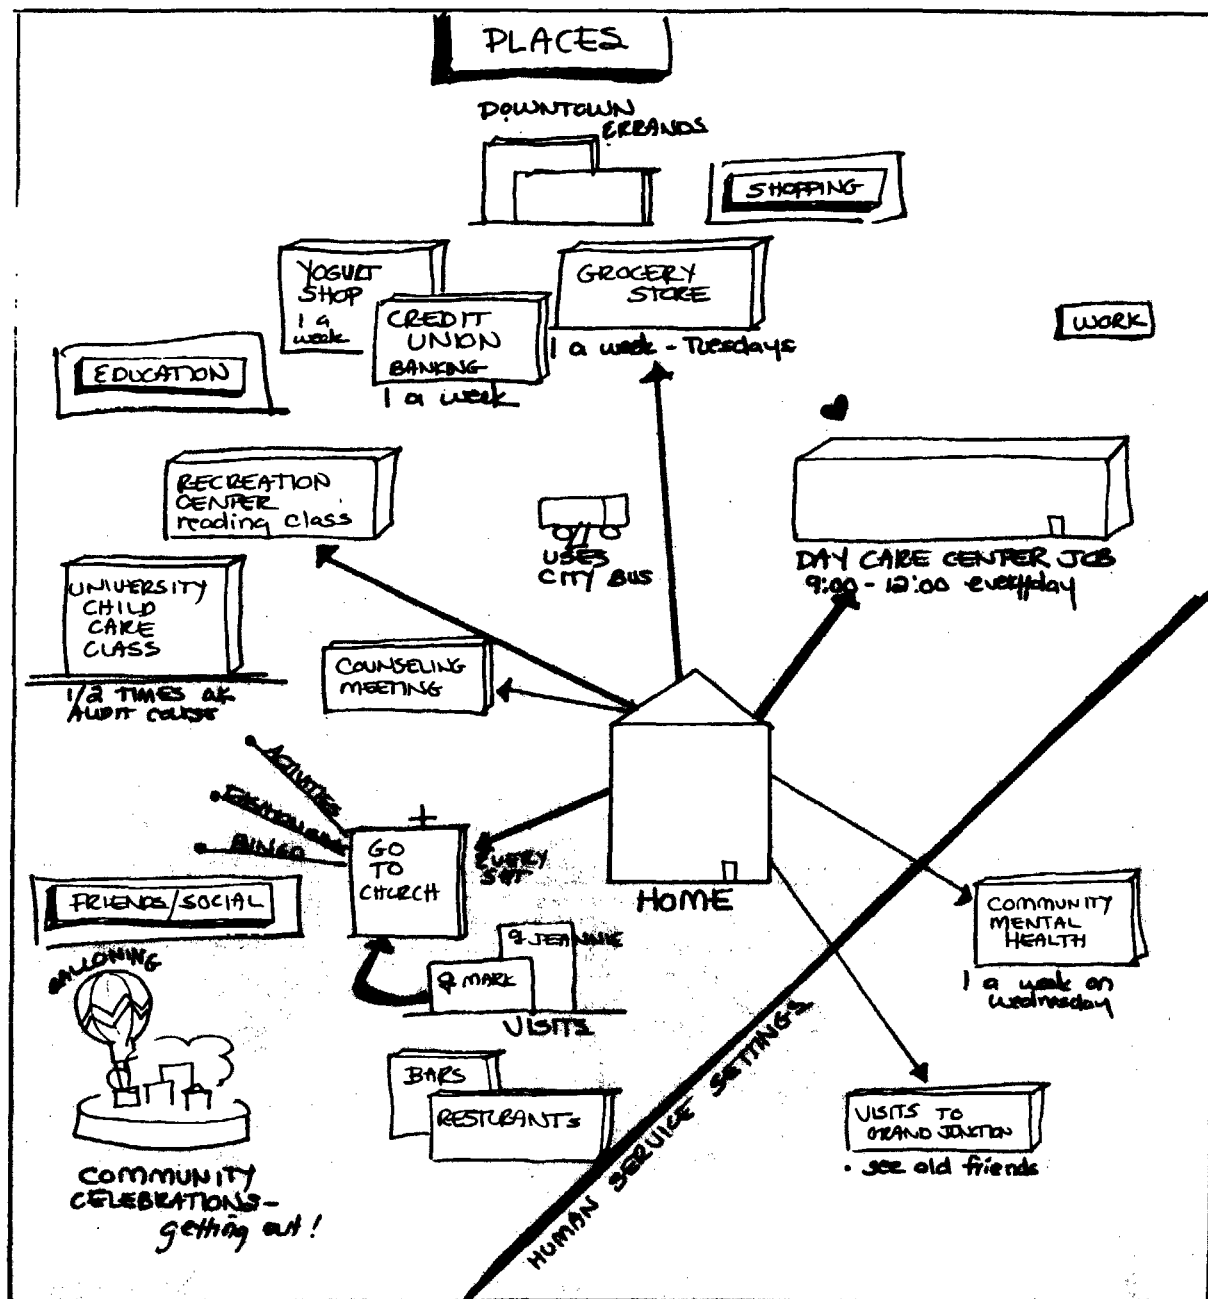 PLACES
DOWNTOWN
ERRANDS
SHOPPING
YOGURT
SHOP
1 a
week
CREDIT
UNION
BANKING
1 a week
GROCERY
STORE
1 a week - Tuesdays
WORK
EDUCATION
RECREATION
CENTER
reading class
USES
CITY BUS
DAY CARE CENTER JOB
9:00 - 12:00 everyday
UNIVERSITY
CHILD
CARE
CLASS
1/2 TIMES
AUDIT COURSE
COUNSELING
MEETING
ACTIVITIES
BINGO
GO
TO
CHURCH
EVERY
SAT
HOME
FRIENDS/SOCIAL
BALLONING
JEANNIE
MARK
VISITS
BARS
RESTURANTS
COMMUNITY
CELEBRATIONS-
getting out!
HUMAN SERVICE SETTINGS
COMMUNITY
MENTAL
HEALTH
1 a week on
Wednesday
VISITS TO
GRAND JUNCTION
• see old friends